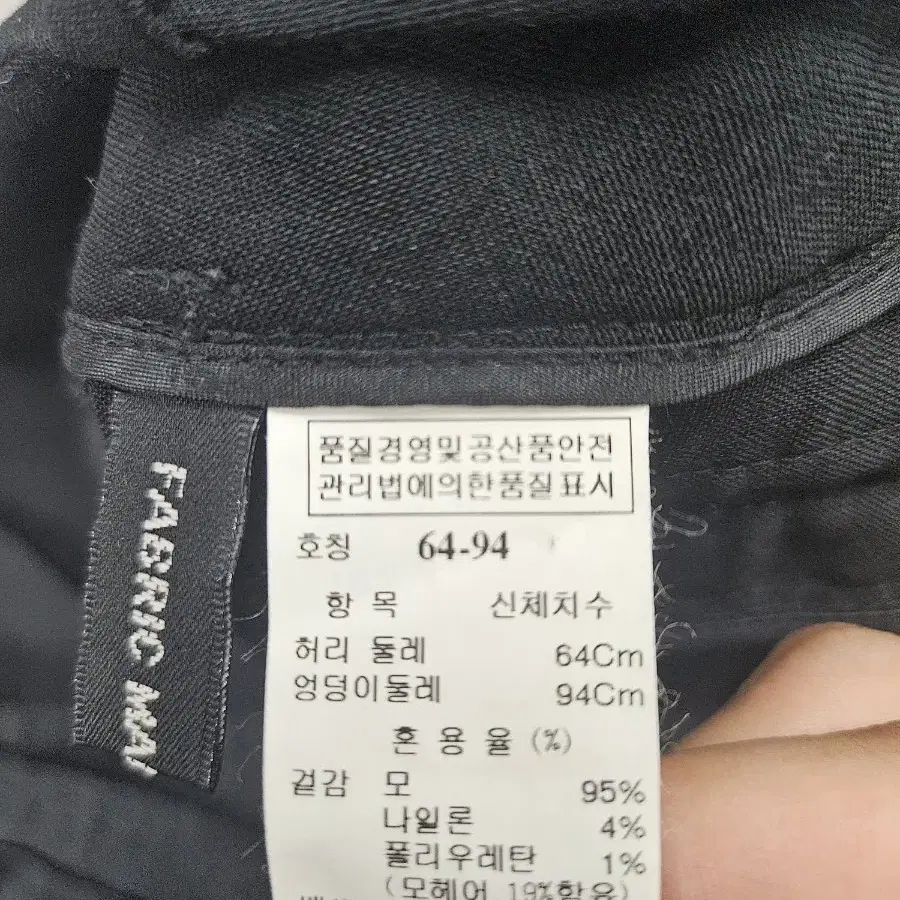 FABRIC MA
품질경영및공산품안전
관리법에의한품질표시
호칭 64-94
항 목 신체치수
허리 둘레 64Cm
엉덩이둘레 94Cm
혼 용 율 (%)
겉감 모 95%
나일론 4%
폴리우레탄 1%
(모헤어 19%함유)